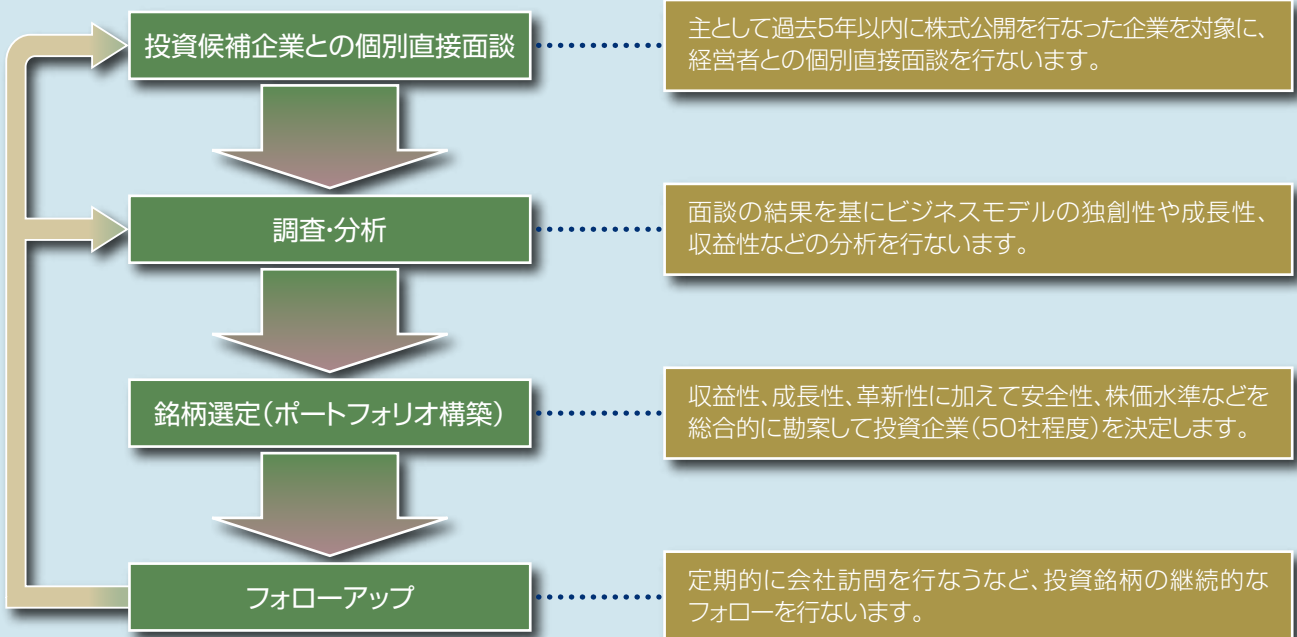 投資候補企業との個別直接面談
主として過去5年以内に株式公開を行なった企業を対象に、
経営者との個別直接面談を行ないます。
調査・分析
面談の結果を基にビジネスモデルの独創性や成長性、
収益性などの分析を行ないます。
銘柄選定(ポートフォリオ構築)
収益性、成長性、革新性に加えて安全性、株価水準などを
総合的に勘案して投資企業(50社程度)を決定します。
フォローアップ
定期的に会社訪問を行なうなど、投資銘柄の継続的な
フォローを行ないます。